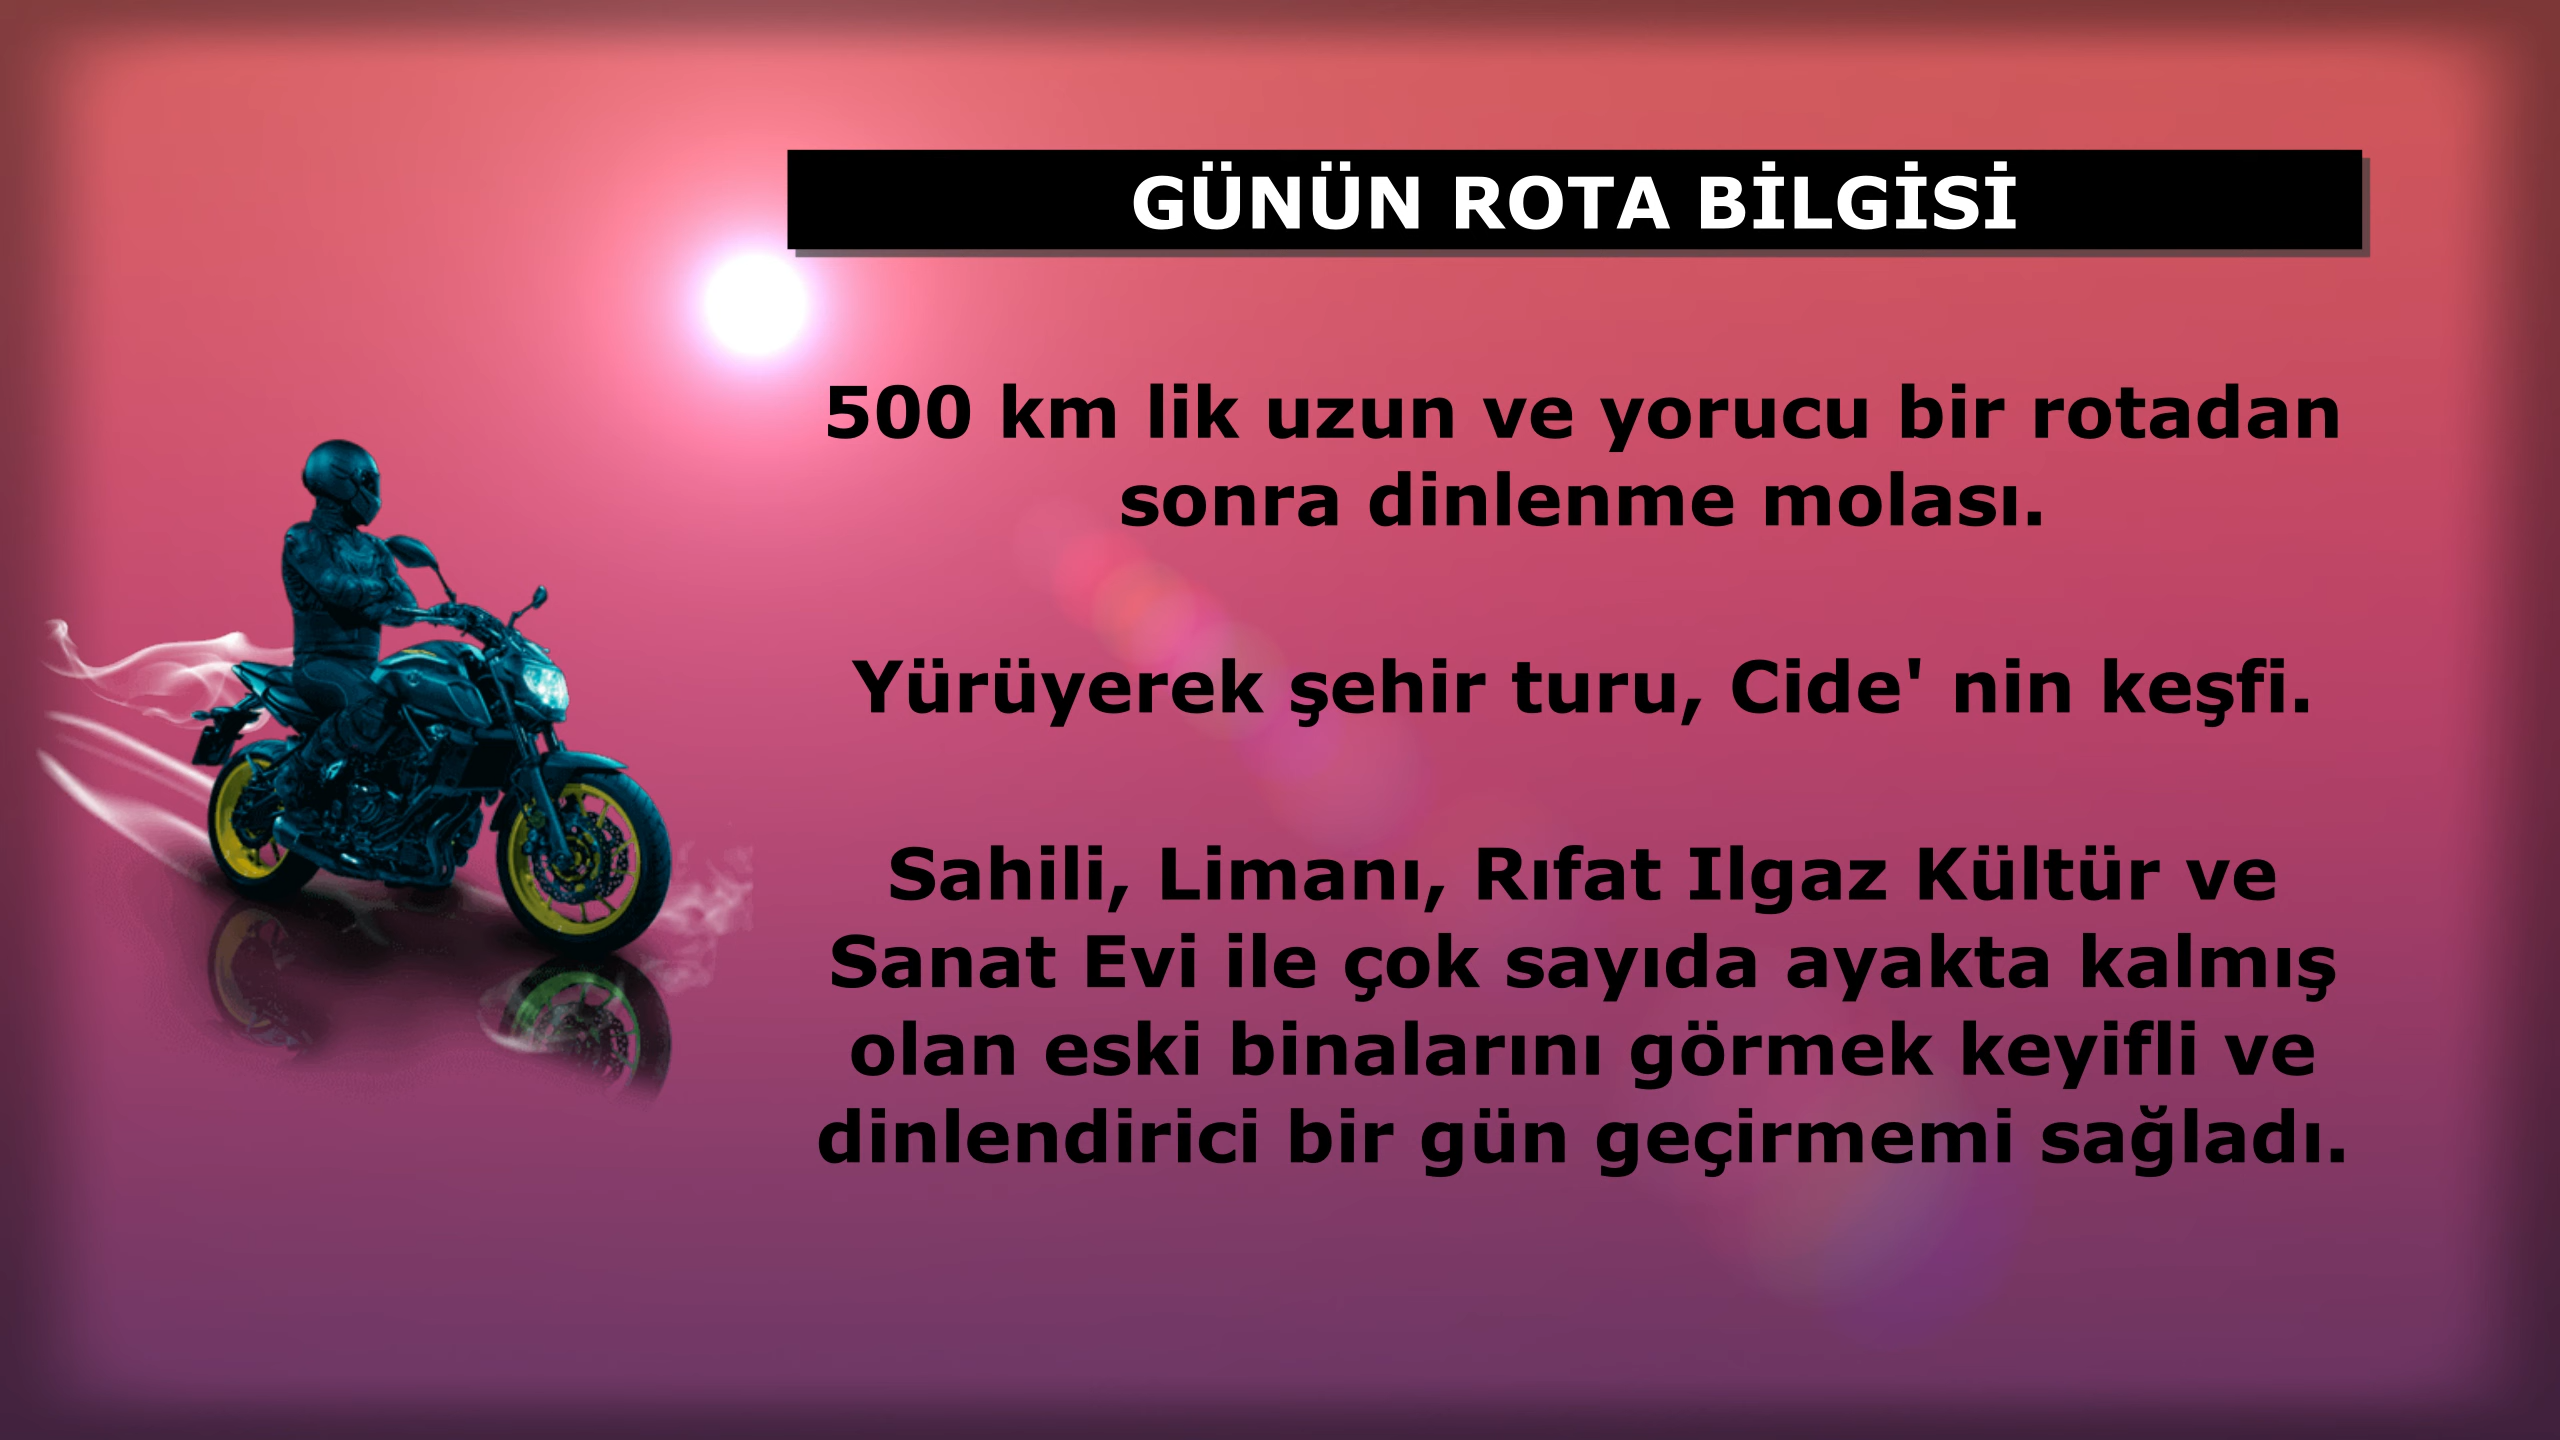 GÜNÜN ROTA BİLGİSİ
500 km lik uzun ve yorucu bir rotadan
sonra dinlenme molası.
Yürüyerek şehir turu, Cide' nin keşfi.
Sahili, Limanı, Rıfat Ilgaz Kültür ve
Sanat Evi ile çok sayıda ayakta kalmış
olan eski binalarını görmek keyifli ve
dinlendirici bir gün geçirmemi sağladı.